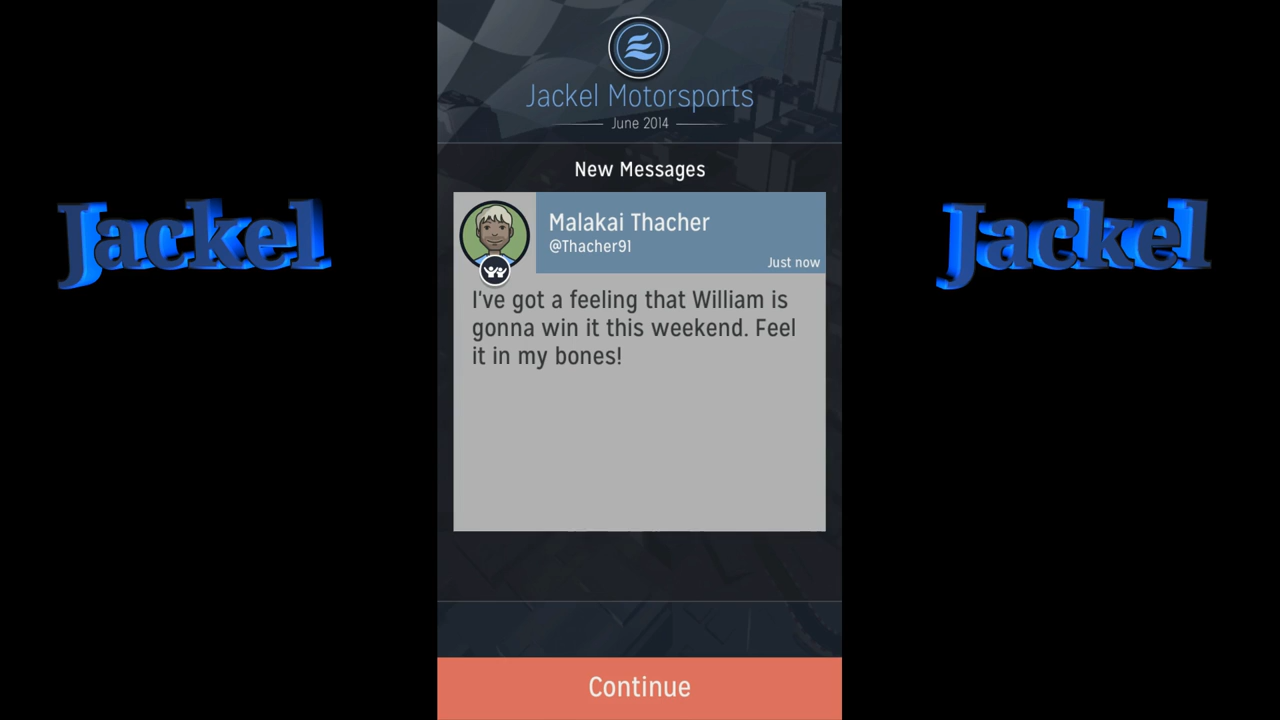 Jackel Motorsports
June 2014
New Messages
Jackel
Jackel
Malakai Thacher
@Thacher91
Just now
I've got a feeling that William is
gonna win it this weekend. Feel
it in my bones!
Continue